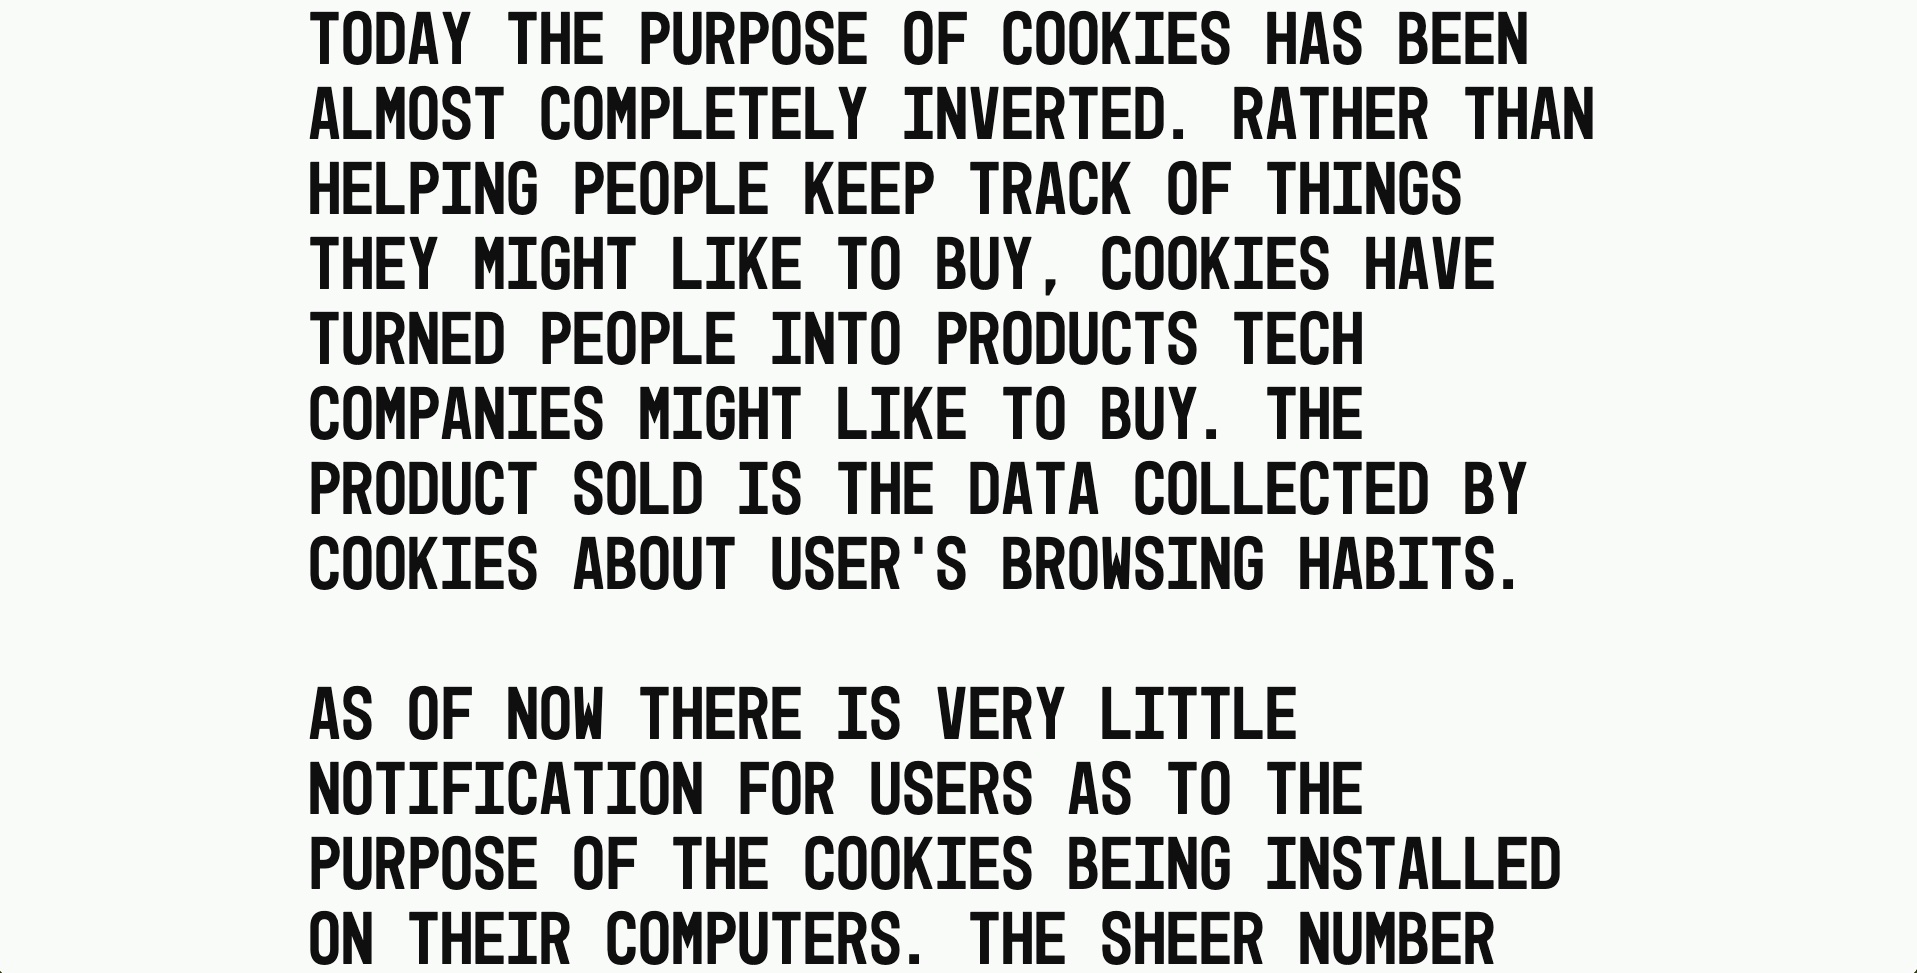 TODAY THE PURPOSE OF COOKIES HAS BEEN
ALMOST COMPLETELY INVERTED. RATHER THAN
HELPING PEOPLE KEEP TRACK OF THINGS
THEY MIGHT LIKE TO BUY, COOKIES HAVE
TURNED PEOPLE INTO PRODUCTS TECH
COMPANIES MIGHT LIKE TO BUY. THE
PRODUCT SOLD IS THE DATA COLLECTED BY
COOKIES ABOUT USER'S BROWSING HABITS.
AS OF NOW THERE IS VERY LITTLE
NOTIFICATION FOR USERS AS TO THE
PURPOSE OF THE COOKIES BEING INSTALLED
ON THEIR COMPUTERS. THE SHEER NUMBER